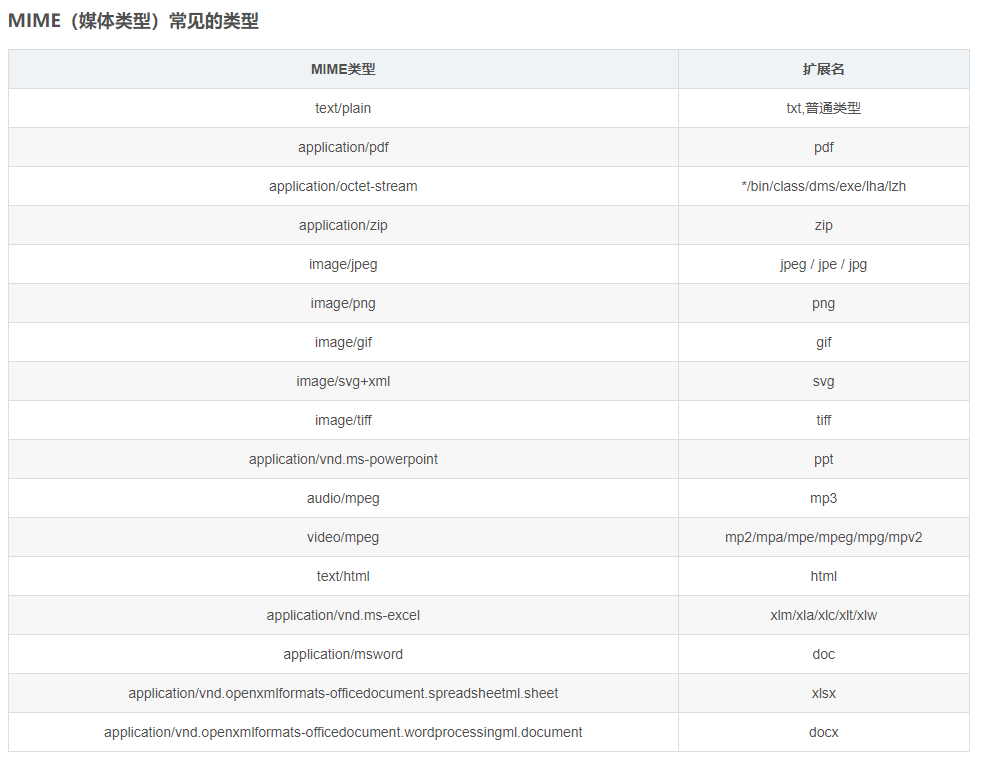 MIME（媒体类型）常见的类型
MIME类型 扩展名
text/plain txt,普通类型
application/pdf pdf
application/octet-stream */bin/class/dms/exe/lha/lzh
application/zip zip
image/jpeg jpeg / jpe / jpg
image/png png
image/gif gif
image/svg+xml svg
image/tiff tiff
application/vnd.ms-powerpoint ppt
audio/mpeg mp3
video/mpeg mp2/mpa/mpe/mpeg/mpg/mpv2
text/html html
application/vnd.ms-excel xlm/xla/xlc/xlt/xlw
application/msword doc
application/vnd.openxmlformats-officedocument.spreadsheetml.sheet xlsx
application/vnd.openxmlformats-officedocument.wordprocessingml.document docx